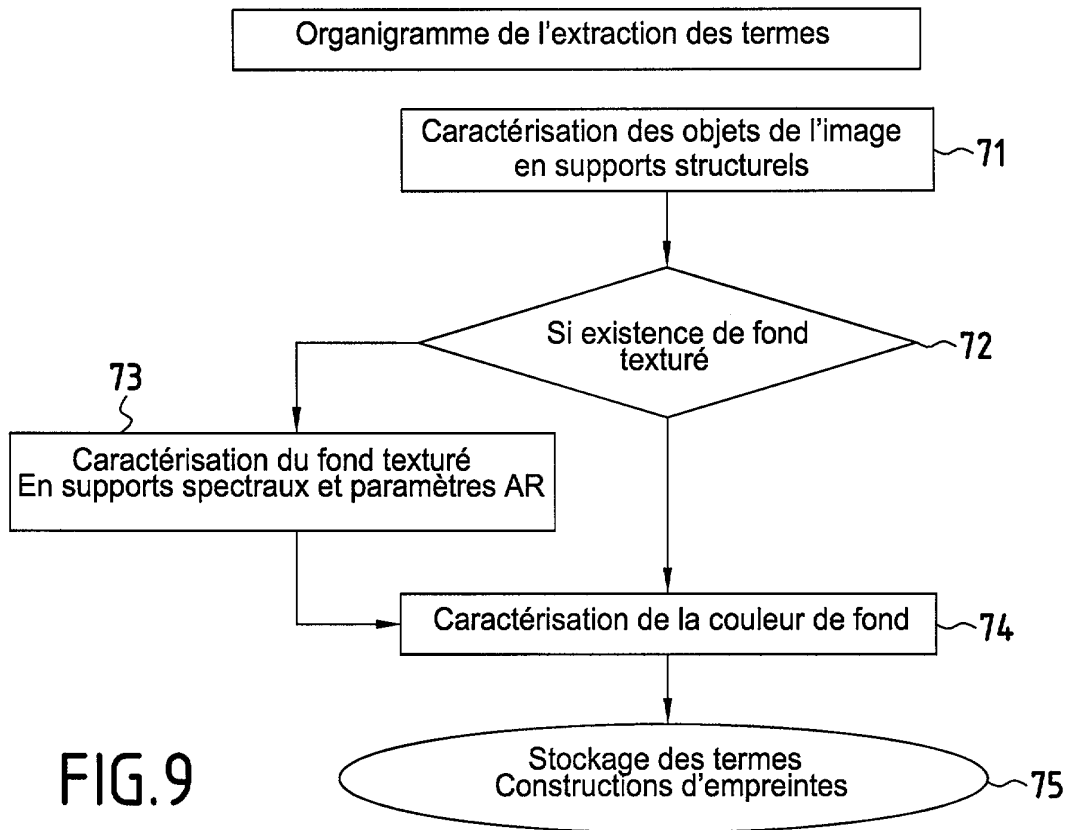 Organigramme de l'extraction des termes
Caractérisation des objets de l'image
en supports structurels
71
Si existence de fond
texturé
72
73
Caractérisation du fond texturé
En supports spectraux et paramètres AR
Caractérisation de la couleur de fond
74
Stockage des termes
Constructions d'empreintes
75
FIG.9